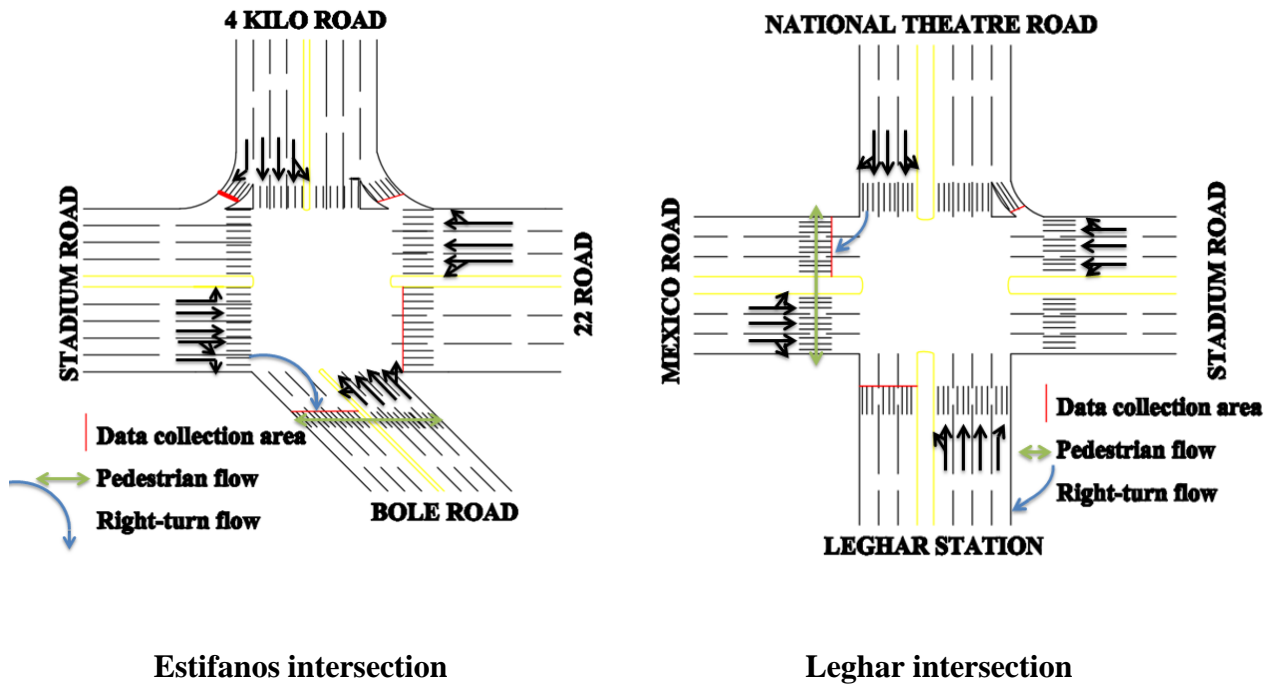 4 KILO ROAD
STADIUM ROAD
22 ROAD
BOLE ROAD
Data collection area
Pedestrian flow
Right-turn flow
Estifanos intersection
NATIONAL THEATRE ROAD
MEXICO ROAD
STADIUM ROAD
Data collection area
Pedestrian flow
Right-turn flow
LEGHAR STATION
Leghar intersection